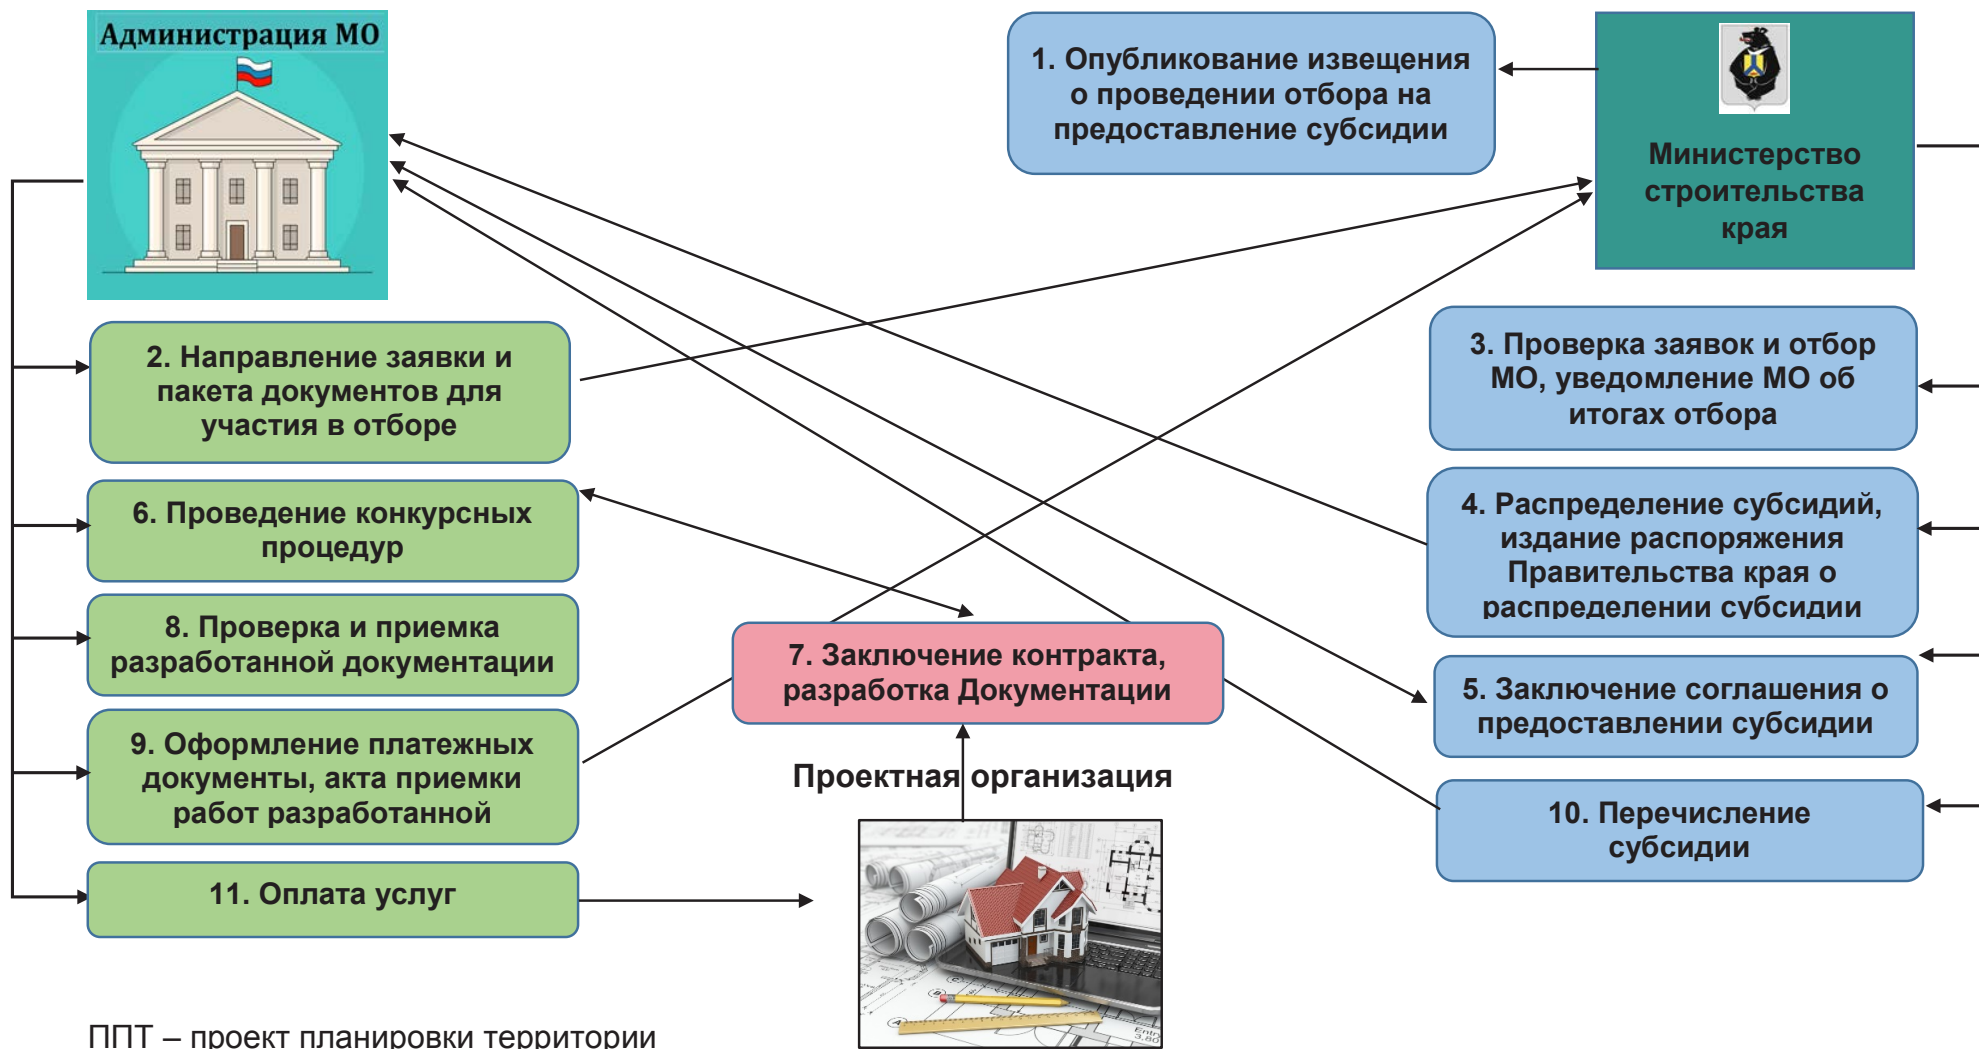 Администрация МО
1. Опубликование извещения
о проведении отбора на
предоставление субсидии
Министерство
строительства
края
2. Направление заявки и
пакета документов для
участия в отборе
3. Проверка заявок и отбор
МО, уведомление МО об
итогах отбора
4. Распределение субсидий,
издание распоряжения
Правительства края о
распределении субсидии
5. Заключение соглашения о
предоставлении субсидии
6. Проведение конкурсных
процедур
7. Заключение контракта,
разработка Документации
8. Проверка и приемка
разработанной документации
9. Оформление платежных
документы, акта приемки
работ разработанной
Проектная организация
10. Перечисление
субсидии
11. Оплата услуг
ППТ – проект планировки территории